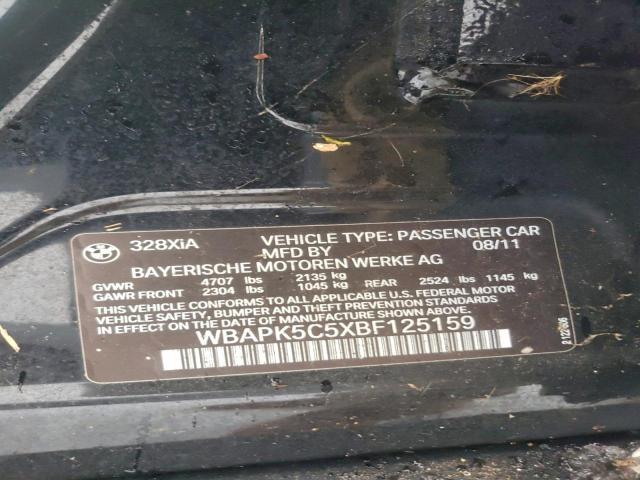 BMW
328XiA VEHICLE TYPE: PASSENGER CAR
MFD BY 08/11
BAYERISCHE MOTOREN WERKE AG
GVWR 4707 lbs 2135 kg
GAWR FRONT 2304 lbs 1045 kg REAR 2524 lbs 1145 kg
THIS VEHICLE CONFORMS TO ALL APPLICABLE U.S. FEDERAL MOTOR
VEHICLE SAFETY, BUMPER, AND THEFT PREVENTION STANDARDS
IN EFFECT ON THE DATE OF MANUFACTURE SHOWN ABOVE.
WBAPK5C5XBF125159